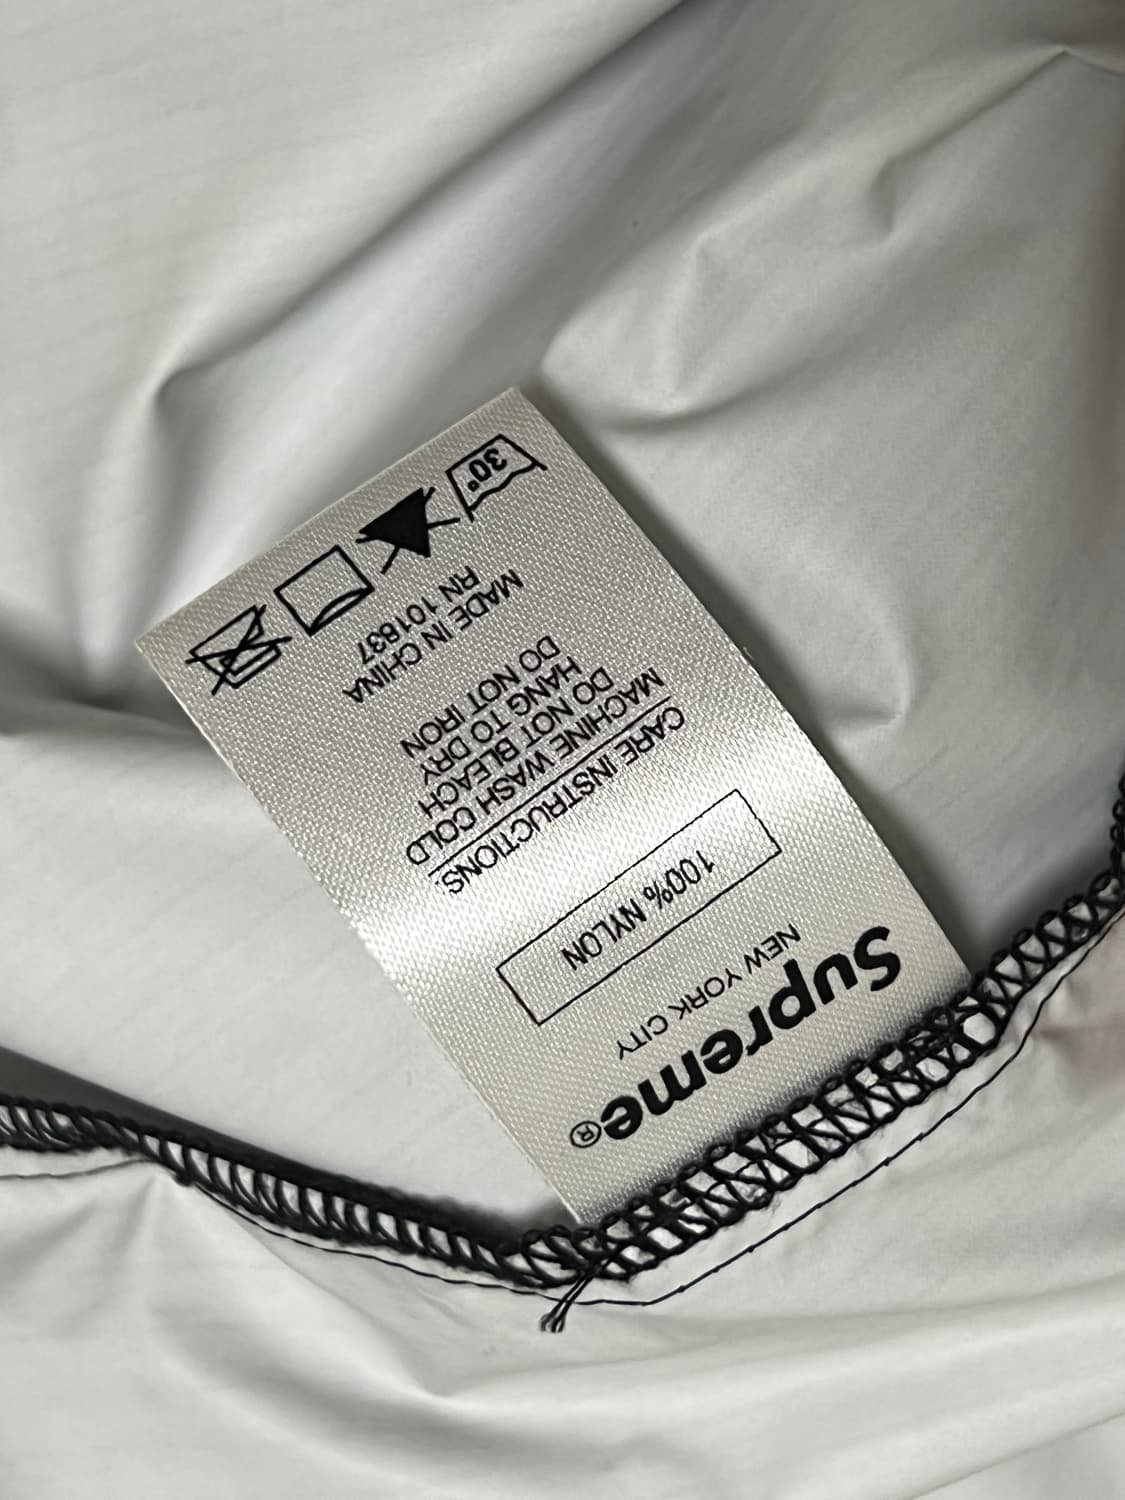 Supreme®
NEW YORK CITY
100% NYLON
CARE INSTRUCTIONS:
MACHINE WASH COLD
DO NOT BLEACH
HANG TO DRY
DO NOT IRON
MADE IN CHINA
RN 101837
30°